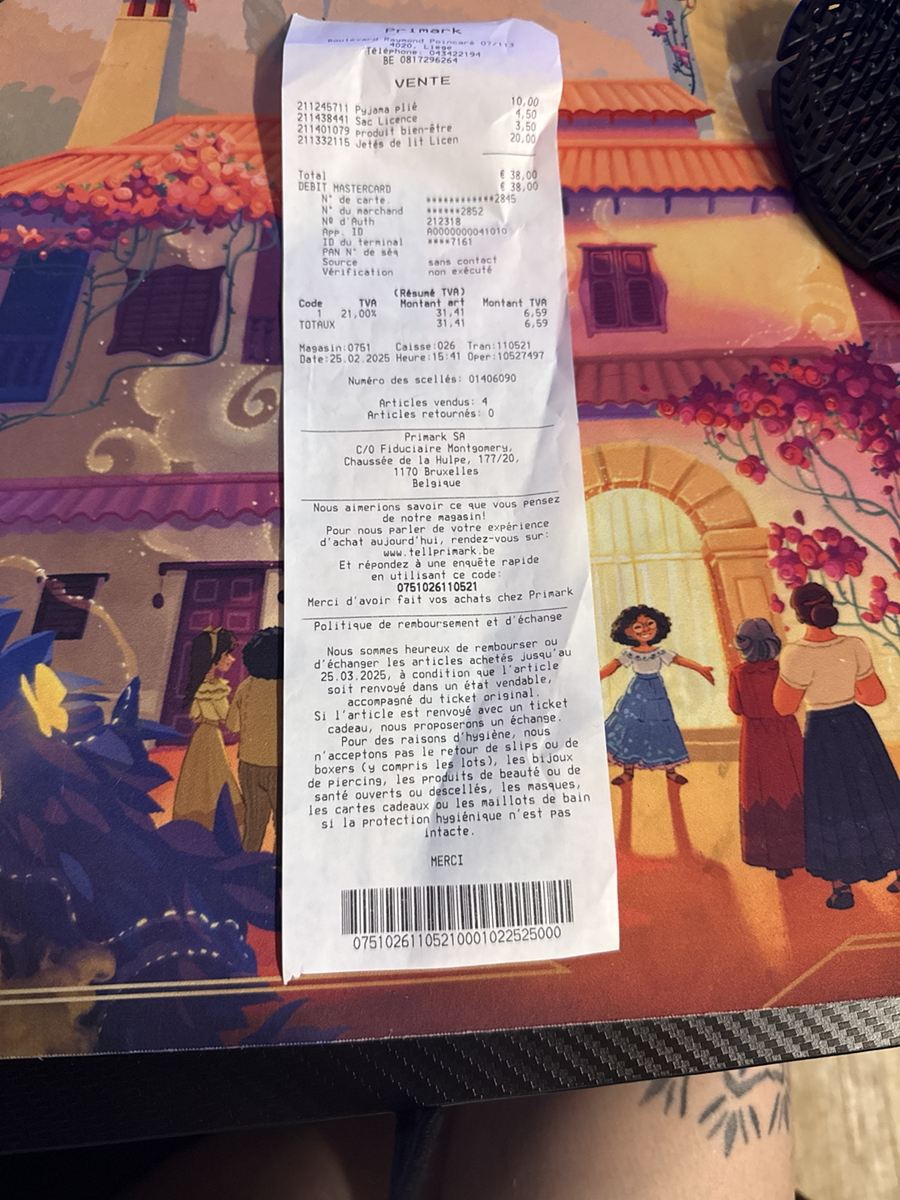 Primark
Boulevard Raymond Poincaré 07/113
4020, Liege
Téléphone: 043422194
BE 0817296264
VENTE
211245711 Pyjama plié 10,00
211438441 Sac Licence 4,50
211401079 Produit bien-être 3,50
211332115 Jetés de lit Licen 20,00
Total € 38,00
DEBIT MASTERCARD € 38,00
N° de carte. ************2845
N° du marchand ******2852
Nº d'Auth 212318
App. ID A0000000041010
ID du terminal ****7161
PAN N° de séq
Source sans contact
Vérification non exécuté
(Résumé TVA)
Code TVA Montant art Montant TVA
1 21,00% 31,41 6,59
TOTAUX 31,41 6,59
Magasin:0751 Caisse:026 Tran:110521
Date:25.02.2025 Heure:15:41 Oper:10527497
Numéro des scellés: 01406090
Articles vendus: 4
Articles retournés: 0
Primark SA
C/O Fiduciaire Montgomery,
Chaussée de la Hulpe, 177/20,
1170 Bruxelles
Belgique
Nous aimerions savoir ce que vous pensez
de notre magasin!
Pour nous parler de votre expérience
d'achat aujourd'hui, rendez-vous sur:
www.tellprimark.be
Et répondez à une enquête rapide
en utilisant ce code:
0751026110521
Merci d'avoir fait vos achats chez Primark
Politique de remboursement et d'échange
Nous sommes heureux de rembourser ou
d'échanger les articles achetés jusqu'au
25.03.2025, à condition que l'article
soit renvoyé dans un état vendable,
accompagné du ticket original.
Si l'article est renvoyé avec un ticket
cadeau, nous proposerons un échange.
Pour des raisons d'hygiène, nous
n'acceptons pas le retour de slips ou de
boxers (y compris les lots), les bijoux
de piercing, les produits de beauté ou de
santé ouverts ou descellés, les masques,
les cartes cadeaux ou les maillots de bain
si la protection hygiénique n'est pas
intacte.
MERCI
07510261105210001022525000